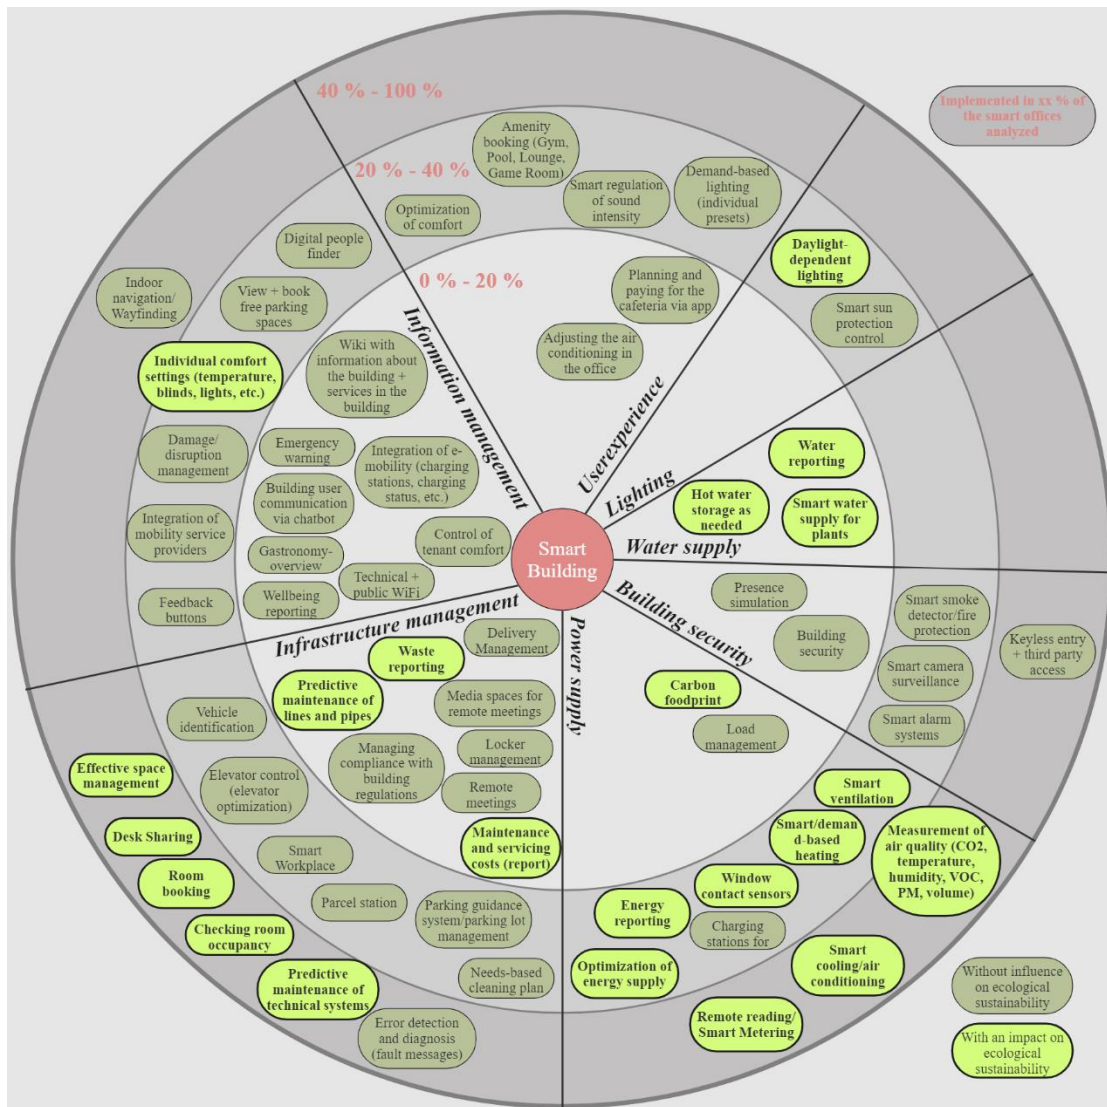 40 % - 100 %
Implemented in xx % of
the smart offices
analyzed
Amenity
booking (Gym,
Pool, Lounge,
Game Room)
20 % - 40 %
Smart regulation
of sound
intensity
Demand-based
lighting
(individual
presets)
Optimization
of comfort
Digital people
finder
Daylight-
dependent
lighting
0 % - 20 %
Planning and
paying for the
cafeteria via app
Indoor
navigation/
Wayfinding
View + book
free parking
spaces
Smart sun
protection
control
Adjusting the air
conditioning in
the office
Wiki with
information about
the building +
services in the
building
Individual comfort
settings (temperature,
blinds, lights, etc.)
Information management
Userexperience
Damage/
disruption
management
Emergency
warning
Integration of e-
mobility (charging
stations, charging
status, etc.)
Water
reporting
Lighting
Hot water
storage as
needed
Smart water
supply for
plants
Building user
communication
via chatbot
Integration of
mobility service
providers
Control of
tenant comfort
Smart
Building
Water supply
Gastronomy-
overview
Technical +
public WiFi
Wellbeing
reporting
Feedback
buttons
Presence
simulation
Smart smoke
detector/fire
protection
Building security
Building
security
Keyless entry
+ third party
access
Infrastructure management
Power supply
Delivery
Management
Waste
reporting
Smart camera
surveillance
Predictive
maintenance of
lines and pipes
Media spaces for
remote meetings
Carbon
foodprint
Vehicle
identification
Load
management
Smart alarm
systems
Managing
compliance with
building
regulations
Locker
management
Effective space
management
Elevator control
(elevator
optimization)
Remote
meetings
Smart
ventilation
Desk Sharing
Maintenance
and servicing
costs (report)
Smart/deman
d-based
heating
Measurement of
air quality (CO2,
temperature,
humidity, VOC,
PM, volume)
Smart
Workplace
Room
booking
Window
contact sensors
Parcel station
Parking guidance
system/parking lot
management
Energy
reporting
Checking room
occupancy
Charging
stations for
Predictive
maintenance of
technical systems
Needs-based
cleaning plan
Optimization of
energy supply
Smart
cooling/air
conditioning
Without influence
on ecological
sustainability
Error detection
and diagnosis
(fault messages)
Remote reading/
Smart Metering
With an impact on
ecological
sustainability